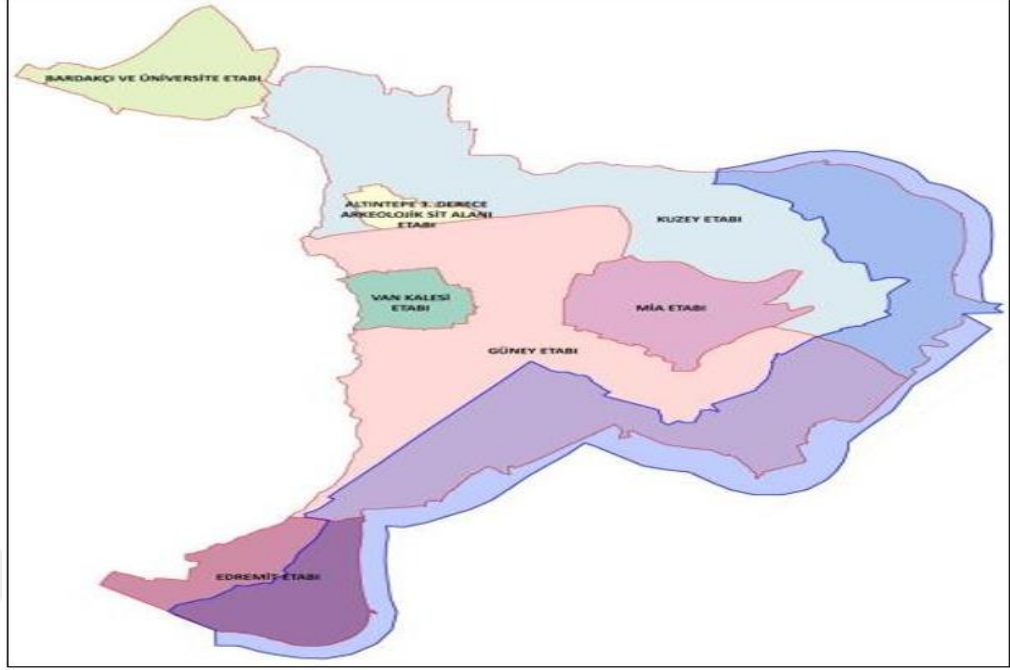 BARDAKÇI VE ÜNİVERSİTE ETABI
ALTINTEPE 3. DERECE
ARKEOLOJİK SİT ALANI
ETABI
KUZEY ETABI
VAN KALESİ
ETABI
MİA ETABI
GÜNEY ETABI
EDREMİT ETABI